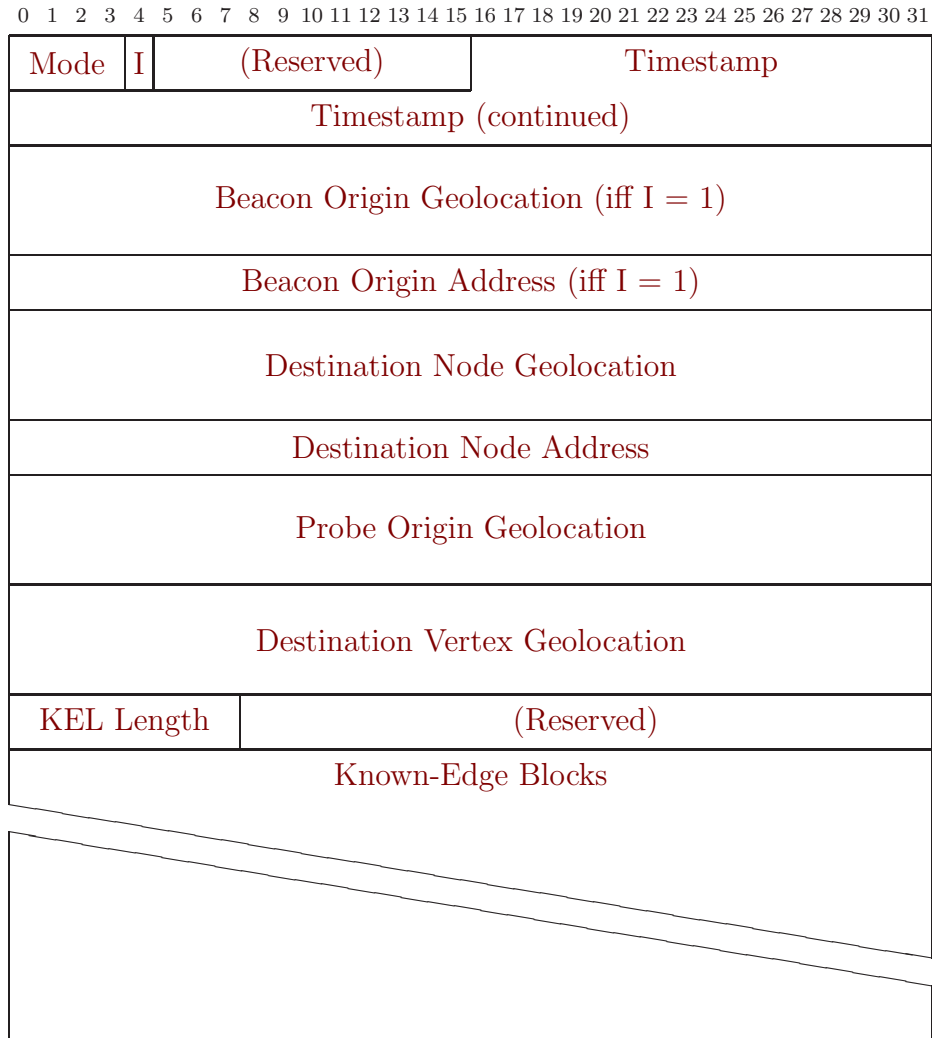 0 1 2 3 4 5 6 7 8 9 10 11 12 13 14 15 16 17 18 19 20 21 22 23 24 25 26 27 28 29 30 31
Mode I (Reserved) Timestamp
Timestamp (continued)
Beacon Origin Geolocation (iff I = 1)
Beacon Origin Address (iff I = 1)
Destination Node Geolocation
Destination Node Address
Probe Origin Geolocation
Destination Vertex Geolocation
KEL Length (Reserved)
Known-Edge Blocks